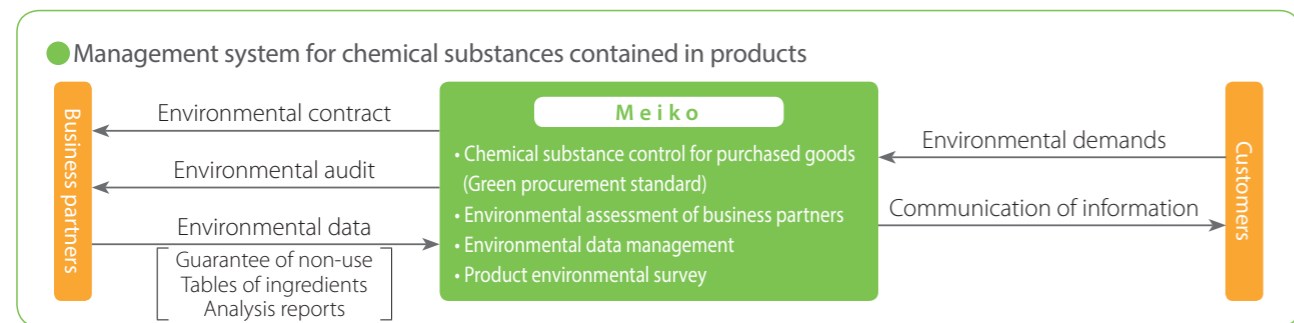 Management system for chemical substances contained in products
Business partners
Environmental contract
Environmental audit
Environmental data
Guarantee of non-use
Tables of ingredients
Analysis reports
Meiko
• Chemical substance control for purchased goods
(Green procurement standard)
• Environmental assessment of business partners
• Environmental data management
• Product environmental survey
Environmental demands
Communication of information
Customers